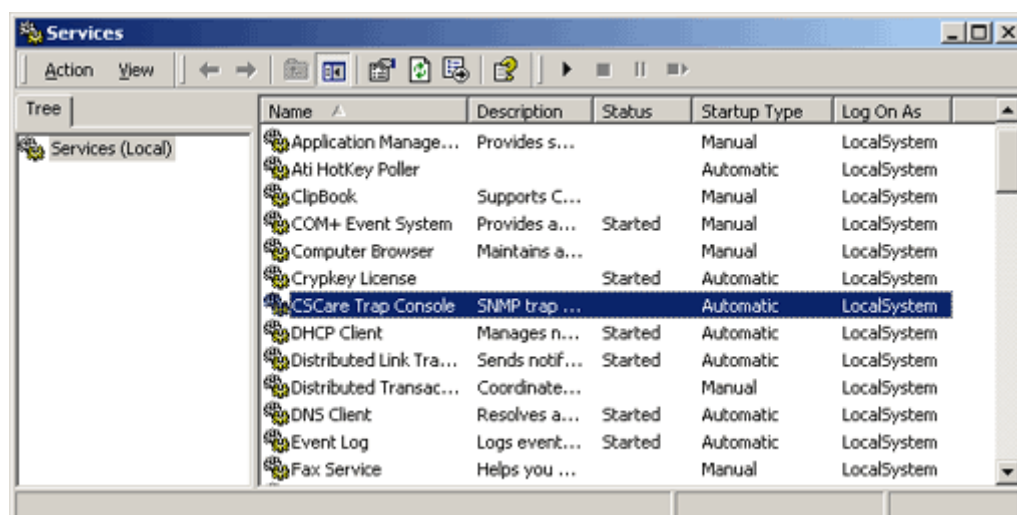 Services
Action View
Tree
Services (Local)
Name Description Status Startup Type Log On As
Application Manage... Provides s... Manual LocalSystem
Ati HotKey Poller Automatic LocalSystem
ClipBook Supports C... Manual LocalSystem
COM+ Event System Provides a... Started Manual LocalSystem
Computer Browser Maintains a... Manual LocalSystem
Crypkey License Started Automatic LocalSystem
CSCare Trap Console SNMP trap ... Automatic LocalSystem
DHCP Client Manages n... Started Automatic LocalSystem
Distributed Link Tra... Sends notif... Started Automatic LocalSystem
Distributed Transac... Coordinate... Manual LocalSystem
DNS Client Resolves a... Started Automatic LocalSystem
Event Log Logs event... Started Automatic LocalSystem
Fax Service Helps you ... Manual LocalSystem